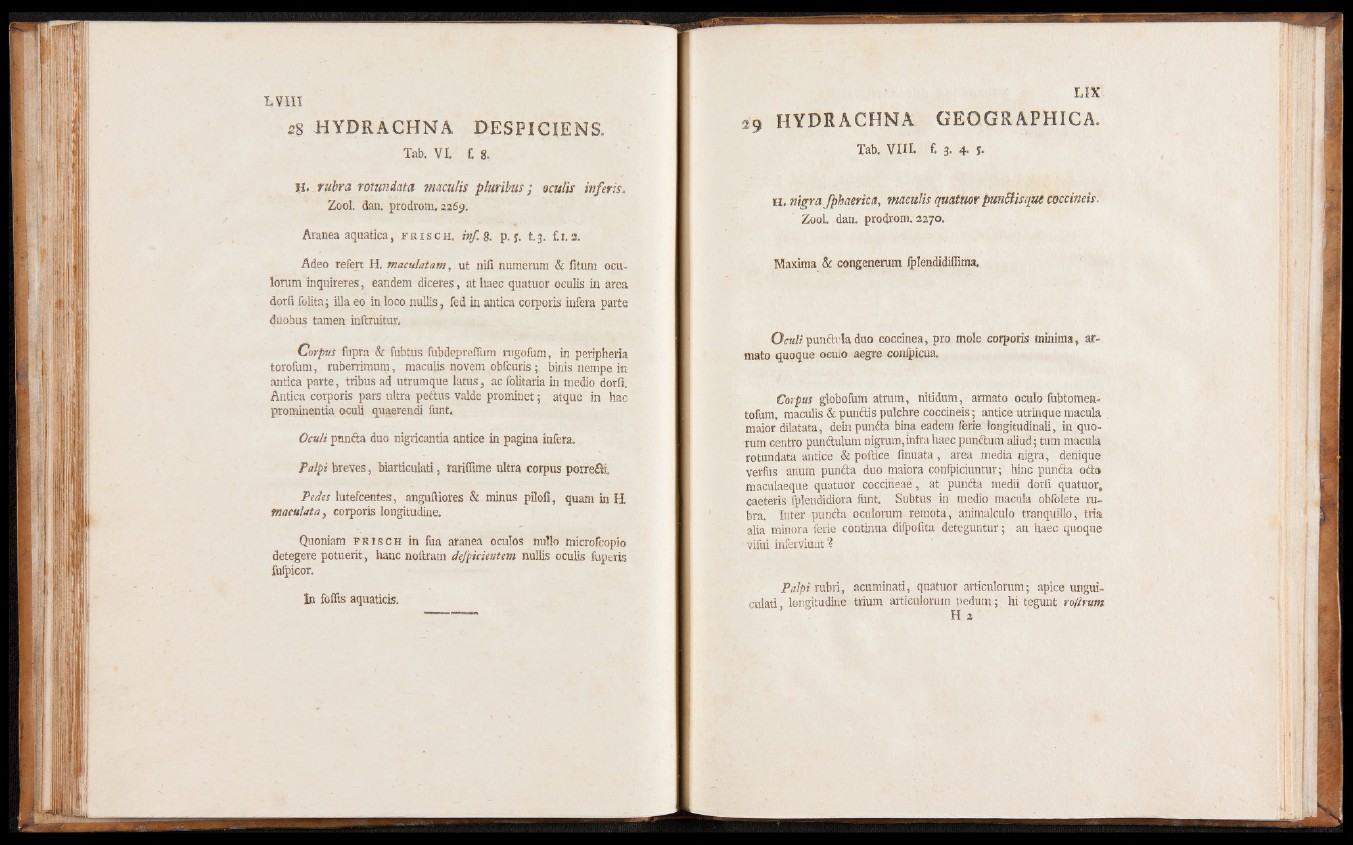 LVIII
28 HYDRACHNA DESPICIENS.
Tab. VI. f. 8.
H. rubra rotundata maculis pluribus; oculis inferis.
Zool. dan. prodrom. 2269.
Aranea aquatica, FRISCH. inf. 8. p. 5. t. 3. f. 1. 2.
Adeo refert H. maculatam, ut niſi numerum & ſitum ocu-
lorum inquireres, eandem diceres, at haec quatuor oculis in area
dorſi ſolita; illa eo in loco nullis, ſed in antica corporis infera parte
duobus tamen inſtruitur.
Corpus ſupra & ſubtus ſubdepreſſum rugoſum, in peripheria
toroſum, ruberrimum, maculis novem obſcuris; binis nempe in
antica parte, tribus ad utrumque latus, ac ſolitaria in medio dorſi.
Antica corporis pars ultra pectus valde prominet; atque in hac
prominentia oculi quaerendi ſunt.
Oculi puncta duo nigricantia antice in pagina infera.
Palpi breves, biarticulati, rariſſime ultra corpus porrecti.
Pedes luteſcentes, anguſtiores & minus piloſi, quam in H.
maculata, corporis longitudine.
Quoniam FRISCH in ſua aranea oculos nullo microſcopio
detegere potuerit, hanc noſtram deſpicientem nullis oculis ſuperis
ſuſpicor.
In foſſis aquaticis.
LIX
29 HYDRACHNA GEOGRAPHICA.
Tab. VIII. f. 3. 4. 5.
H. nigra ſphaerica, maculis quatuor punctisque coccineis.
Zool. dan. prodrom. 2270.
Maxima & congenerum ſplendidiſſima.
Oculi punctula duo coccinea, pro mole corporis minima, ar-
mato quoque oculo aegre conſpicua.
Corpus globoſum atrum, nitidum, armato oculo ſubtomen-
toſum, maculis & punctis pulchre coccineis; antice utrinque macula
maior dilatata, dein puncta bina eadem ſerie longitudinali, in quo-
rum centro punctulum nigrum, infra haec punctum aliud; tum macula
rotundata antice & poſtice ſinuata, area media nigra, denique
verſus anum puncta duo maiora conſpiciuntur; hinc puncta octo
maculaeque quatuor coccineae, at puncta medii dorſi quatuor,
caeteris ſplendidiora ſunt. Subtus in medio macula obſolete ru-
bra. Inter puncta oculorum remota, animalculo tranquillo, tria
alia minora ſerie continua diſpoſita deteguntur; an haec quoque
viſui inſerviunt?
Palpi rubri, acuminati, quatuor articulorum; apice ungui-
culati, longitudine trium articulorum pedum; hi tegunt roſtrum
H 2